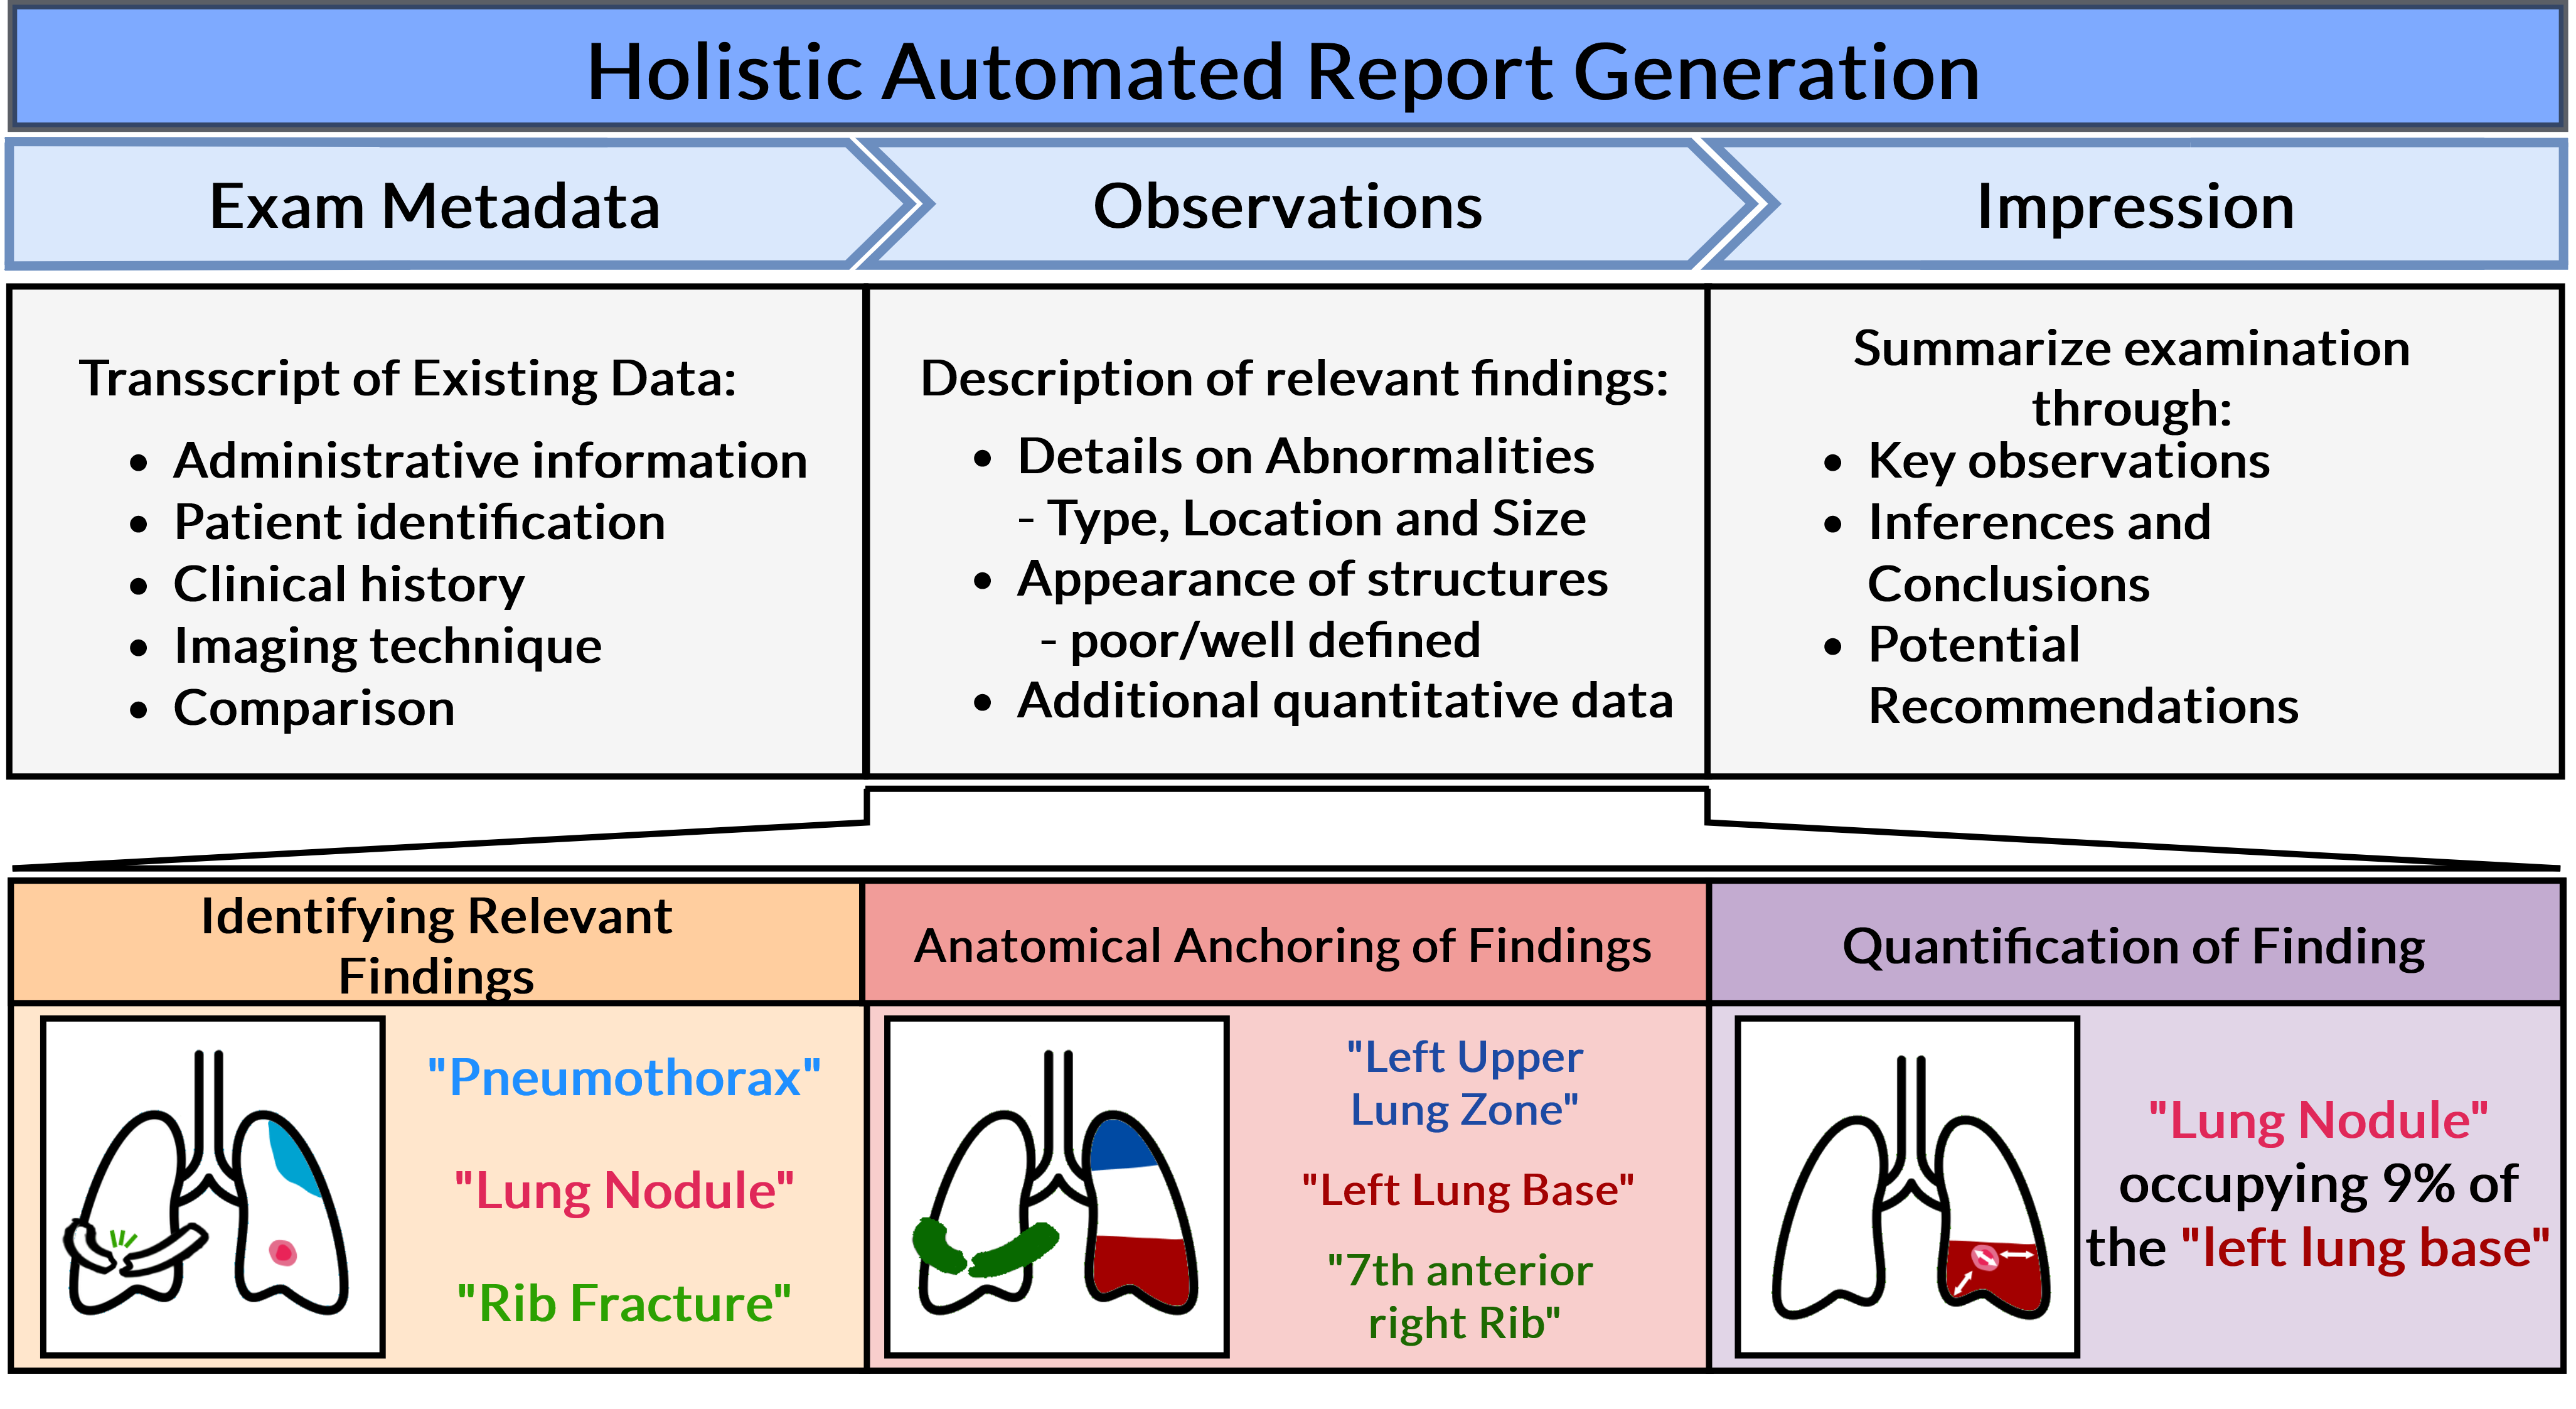 Holistic Automated Report Generation
Exam Metadata
Observations
Impression
Transscript of Existing Data:
• Administrative information
• Patient identification
• Clinical history
• Imaging technique
• Comparison
Description of relevant findings:
• Details on Abnormalities
- Type, Location and Size
• Appearance of structures
- poor/well defined
• Additional quantitative data
Summarize examination
through:
• Key observations
• Inferences and
Conclusions
• Potential
Recommendations
Identifying Relevant
Findings
"Pneumothorax"
"Lung Nodule"
"Rib Fracture"
Anatomical Anchoring of Findings
"Left Upper
Lung Zone"
"Left Lung Base"
"7th anterior
right Rib"
Quantification of Finding
"Lung Nodule"
occupying 9% of
the "left lung base"